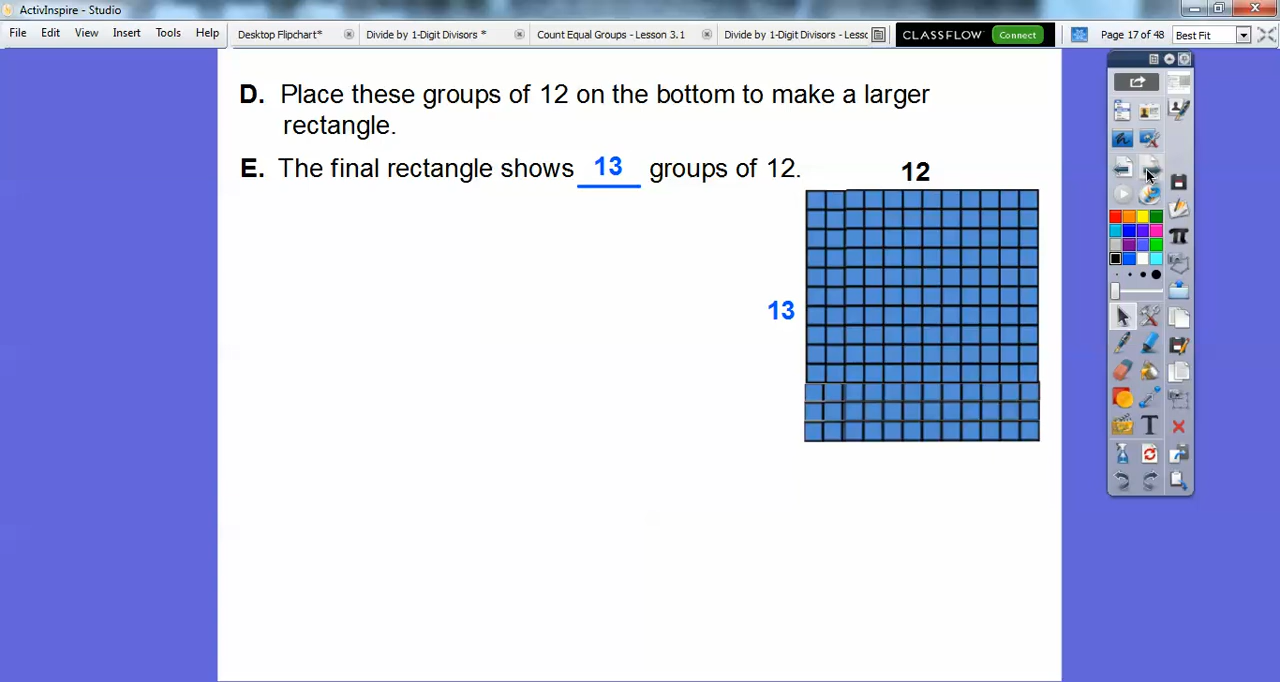 ActivInspire - Studio
File Edit View Insert Tools Help
Desktop Flipchart* Divide by 1-Digit Divisors * Count Equal Groups - Lesson 3.1 Divide by 1-Digit Divisors - Less
CLASSFLOW Connect
Page 17 of 48 Best Fit
D. Place these groups of 12 on the bottom to make a larger
rectangle.
E. The final rectangle shows 13 groups of 12.
12
13